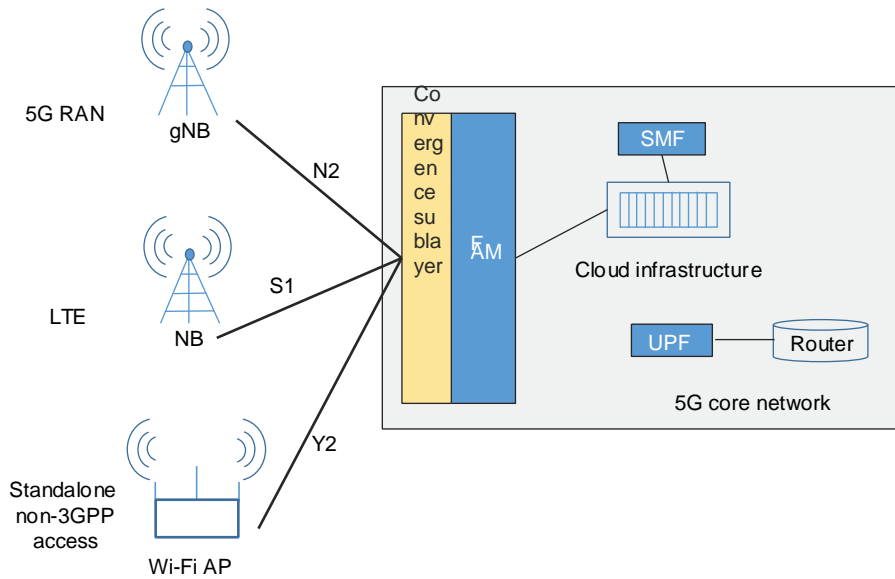 5G RAN
gNB
N2
LTE
NB
S1
Standalone
non-3GPP
access
Wi-Fi AP
Y2
Co
nv
erg
en
ce
su
bla
yer
AM
F
SMF
Cloud infrastructure
UPF
Router
5G core network